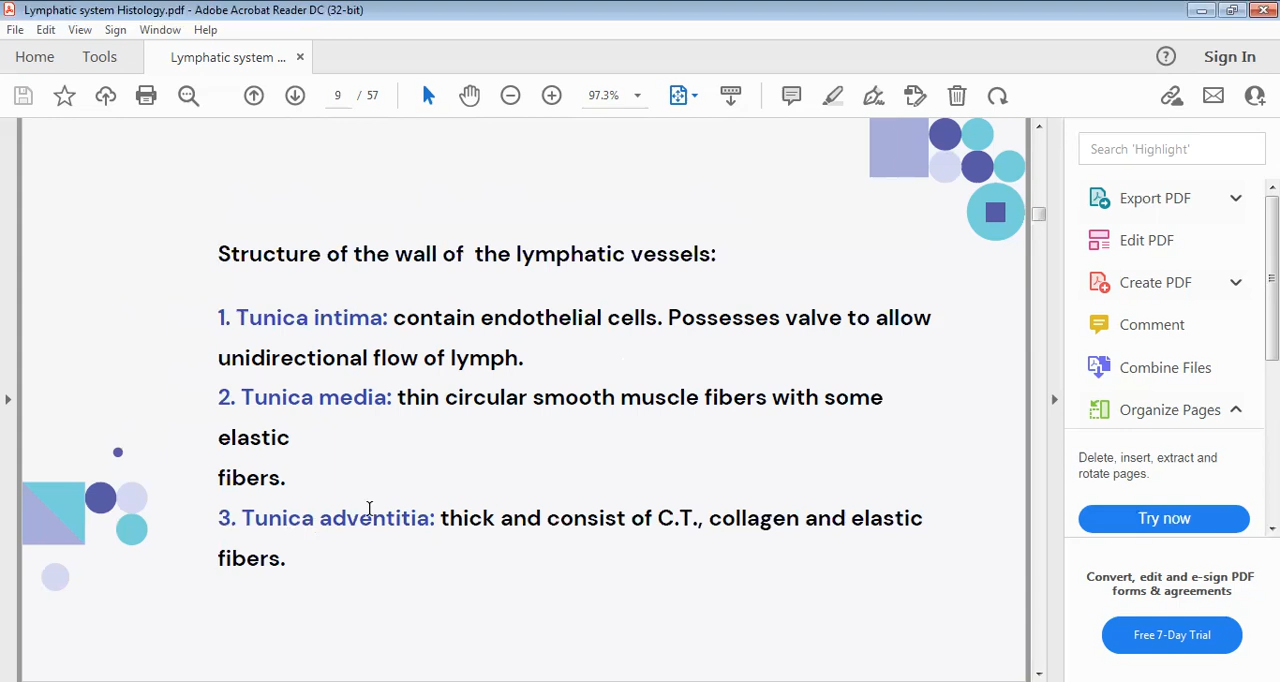 Lymphatic system Histology.pdf - Adobe Acrobat Reader DC (32-bit)
File Edit View Sign Window Help
Home Tools Lymphatic system ... × Sign In
9 / 57 97.3%
Search 'Highlight'
Export PDF
Edit PDF
Create PDF
Comment
Combine Files
Organize Pages
Delete, insert, extract and
rotate pages.
Try now
Convert, edit and e-sign PDF
forms & agreements
Free 7-Day Trial
Structure of the wall of the lymphatic vessels:
1. Tunica intima: contain endothelial cells. Possesses valve to allow
unidirectional flow of lymph.
2. Tunica media: thin circular smooth muscle fibers with some
elastic
fibers.
3. Tunica adventitia: thick and consist of C.T., collagen and elastic
fibers.